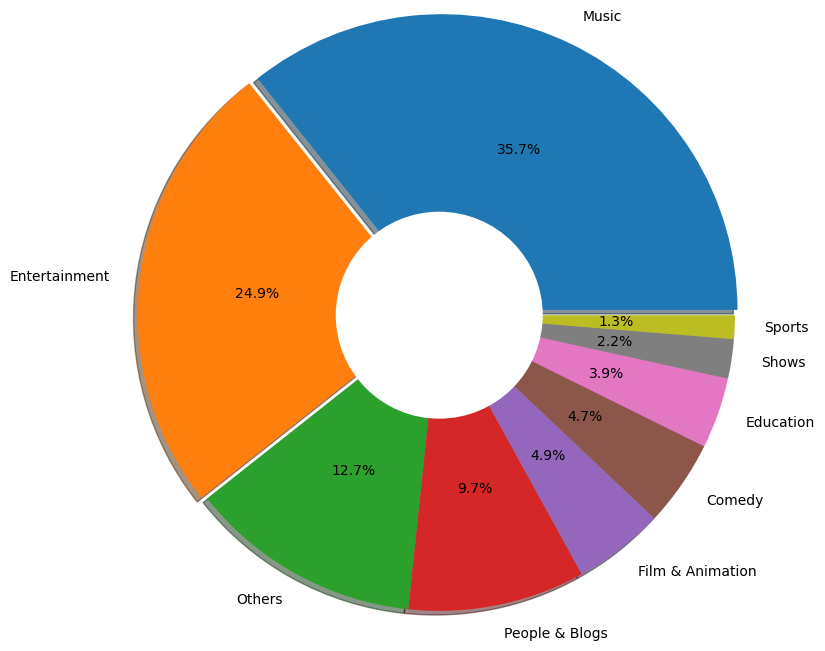 Music
35.7%
Entertainment
24.9%
1.3%
Sports
2.2%
Shows
3.9%
Education
4.7%
Comedy
4.9%
12.7%
9.7%
Film & Animation
Others
People & Blogs